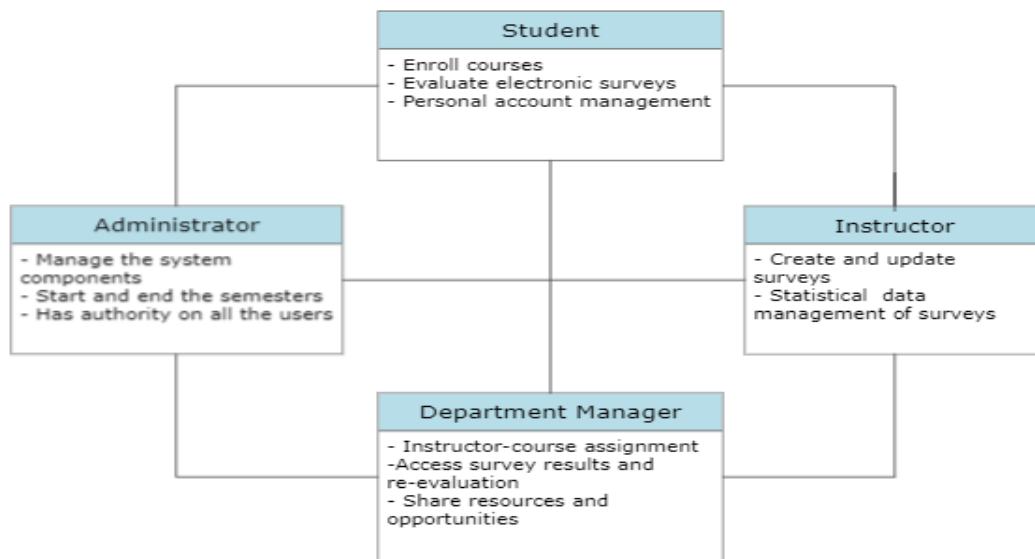 Student
- Enroll courses
- Evaluate electronic surveys
- Personal account management
Administrator
- Manage the system
components
- Start and end the semesters
- Has authority on all the users
Instructor
- Create and update
surveys
- Statistical data
management of surveys
Department Manager
- Instructor-course assignment
-Access survey results and
re-evaluation
- Share resources and
opportunities